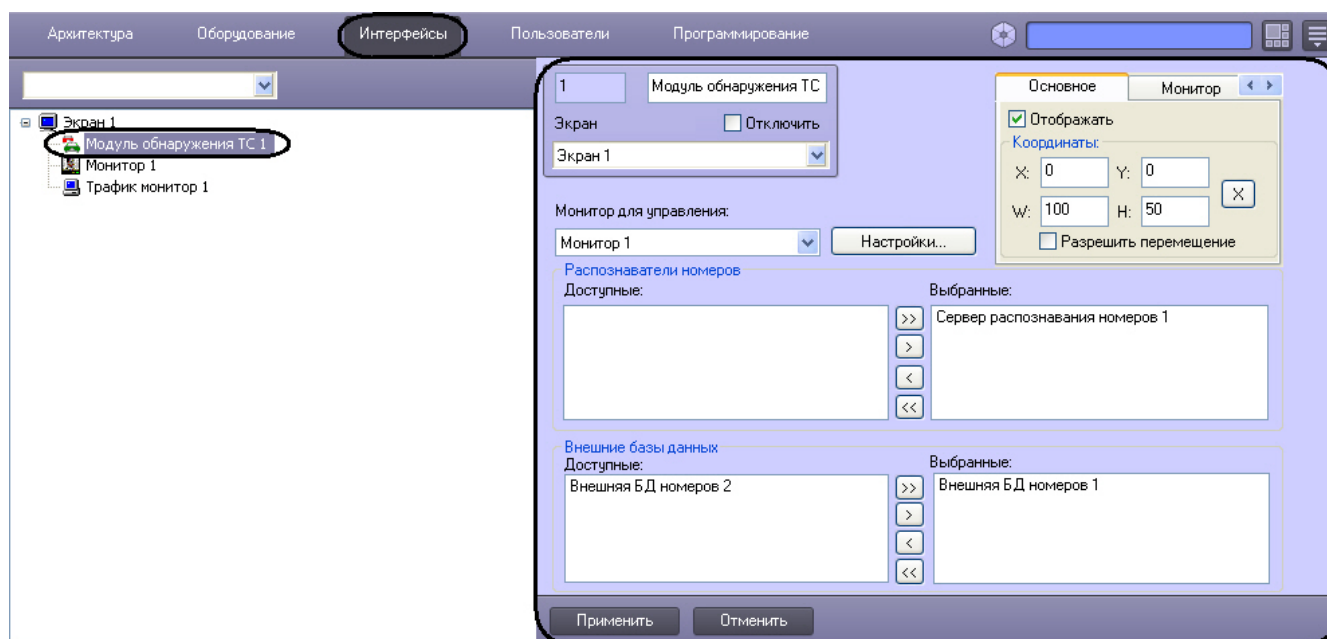 Архитектура Оборудование Интерфейсы Пользователи Программирование
Экран 1
Модуль обнаружения ТС 1
Монитор 1
Трафик монитор 1
1 Модуль обнаружения ТС
Экран Отключить
Экран 1
Основное Монитор
Отображать
Координаты:
X: 0 Y: 0 X
W: 100 H: 50
Разрешить перемещение
Монитор для управления:
Монитор 1 Настройки...
Распознаватели номеров
Доступные: Выбранные:
>> Сервер распознавания номеров 1
>
<
<<
Внешние базы данных
Доступные: Выбранные:
Внешняя БД номеров 2 >> Внешняя БД номеров 1
>
<
<<
Применить Отменить